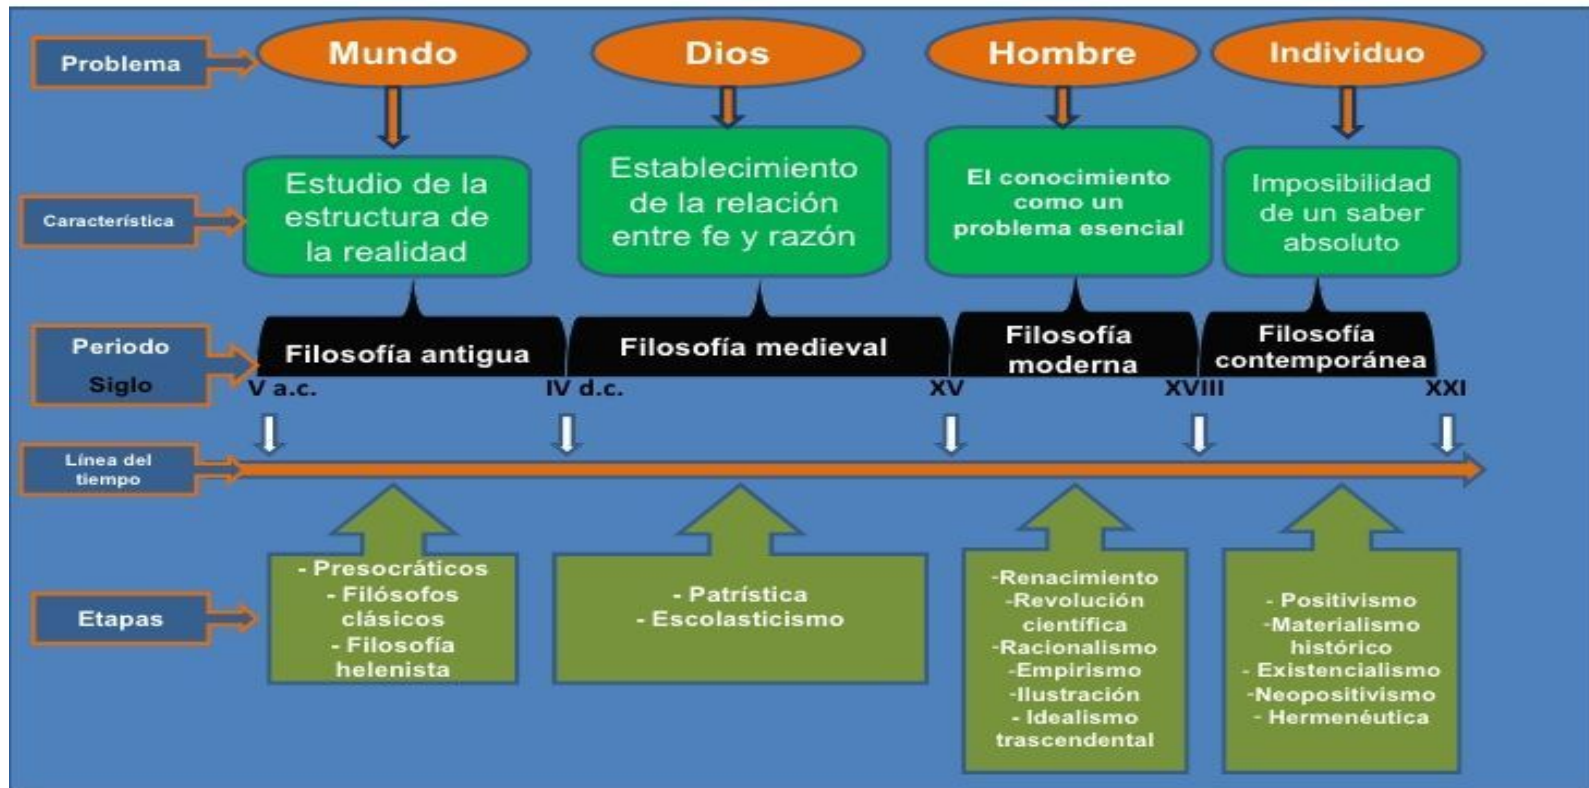 Problema
Mundo
Dios
Hombre
Individuo
Característica
Estudio de la
estructura de
la realidad
Establecimiento
de la relación
entre fe y razón
El conocimiento
como un
problema esencial
Imposibilidad
de un saber
absoluto
Periodo
Siglo
Filosofía antigua
Filosofía medieval
Filosofía
moderna
Filosofía
contemporánea
V a.c.
IV d.c.
XV
XVIII
XXI
Línea del
tiempo
Etapas
- Presocráticos
- Filósofos
clásicos
- Filosofía
helenista
- Patrística
- Escolasticismo
-Renacimiento
-Revolución
científica
-Racionalismo
-Empirismo
-Ilustración
- Idealismo
trascendental
- Positivismo
-Materialismo
histórico
- Existencialismo
-Neopositivismo
- Hermenéutica